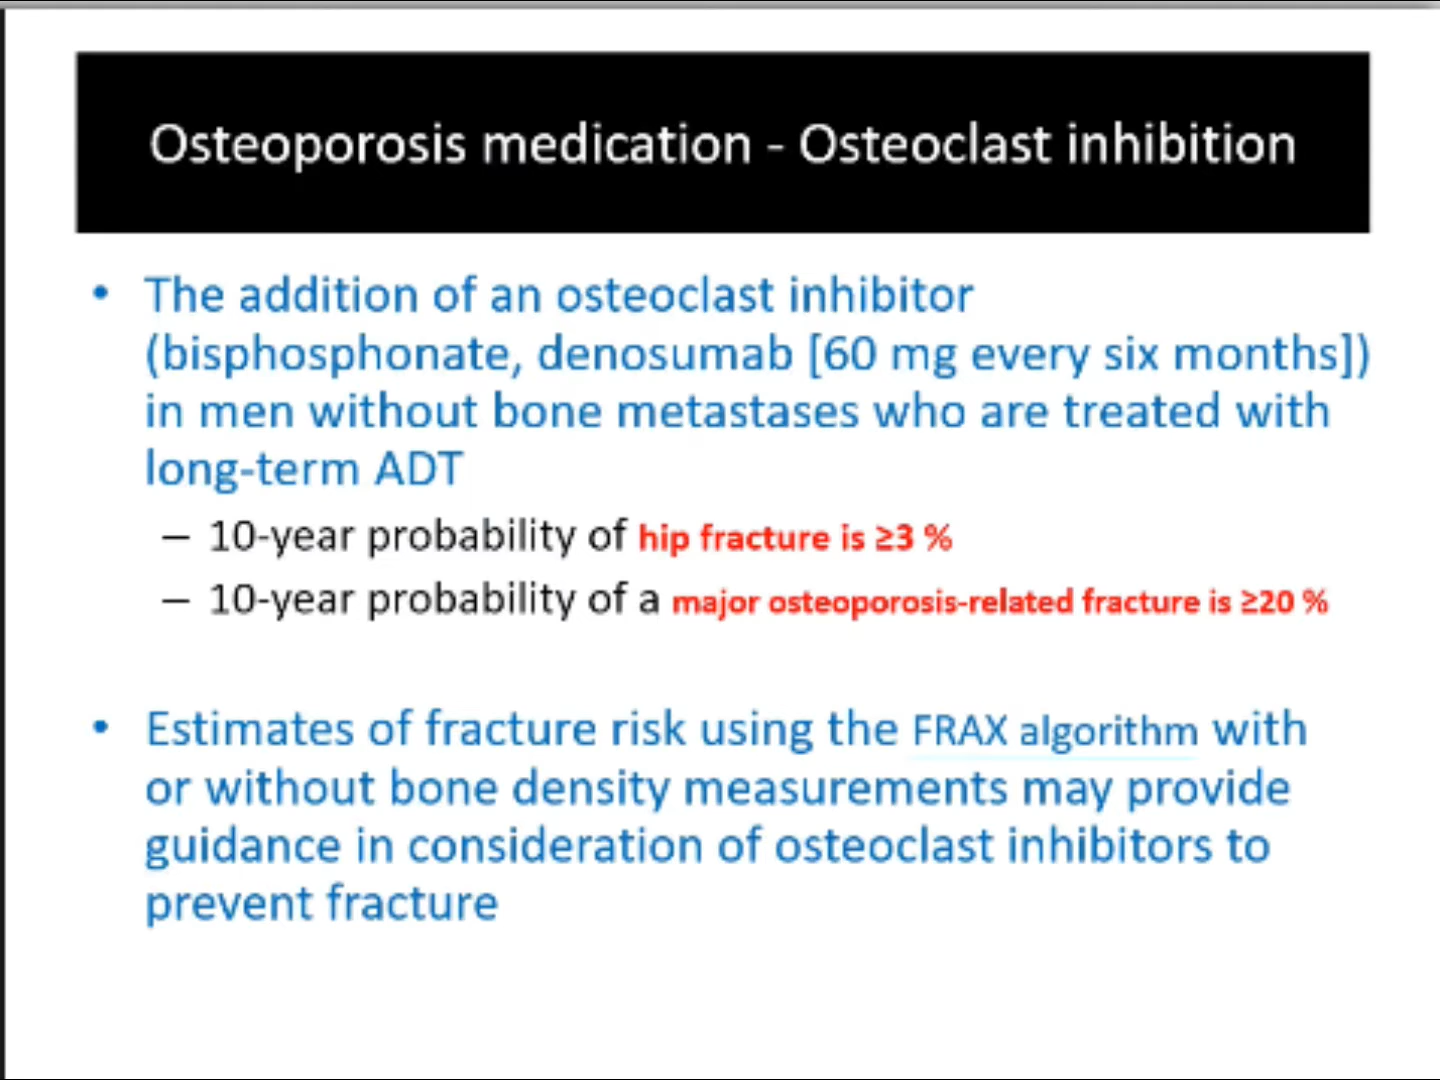 Osteoporosis medication - Osteoclast inhibition
• The addition of an osteoclast inhibitor
(bisphosphonate, denosumab [60 mg every six months])
in men without bone metastases who are treated with
long-term ADT
– 10-year probability of hip fracture is ≥3 %
– 10-year probability of a major osteoporosis-related fracture is ≥20 %
• Estimates of fracture risk using the FRAX algorithm with
or without bone density measurements may provide
guidance in consideration of osteoclast inhibitors to
prevent fracture